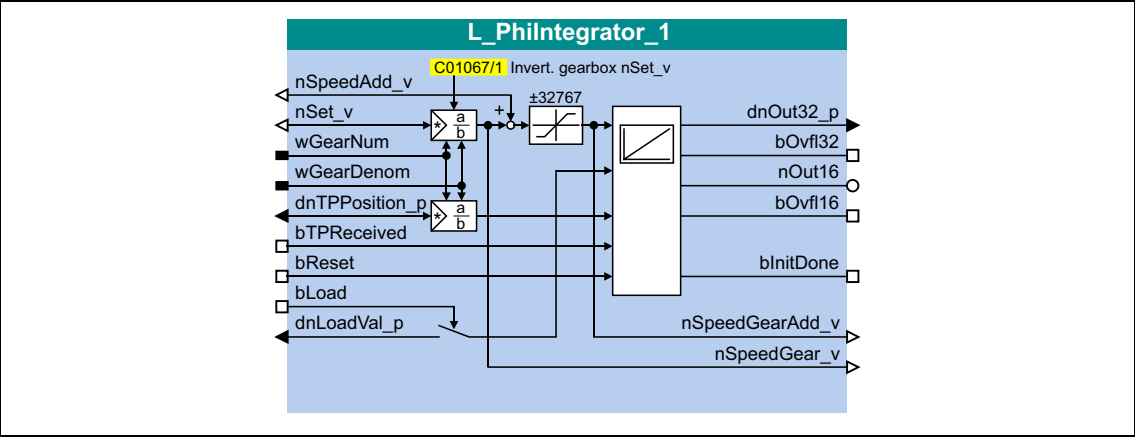 L_PhiIntegrator_1
C01067/1 Invert. gearbox nSet_v
nSpeedAdd_v
±32767
nSet_v
* a
b
+
dnOut32_p
wGearNum
bOvfl32
wGearDenom
nOut16
dnTPPosition_p
* a
b
bOvfl16
bTPReceived
bReset
bInitDone
bLoad
dnLoadVal_p
nSpeedGearAdd_v
nSpeedGear_v